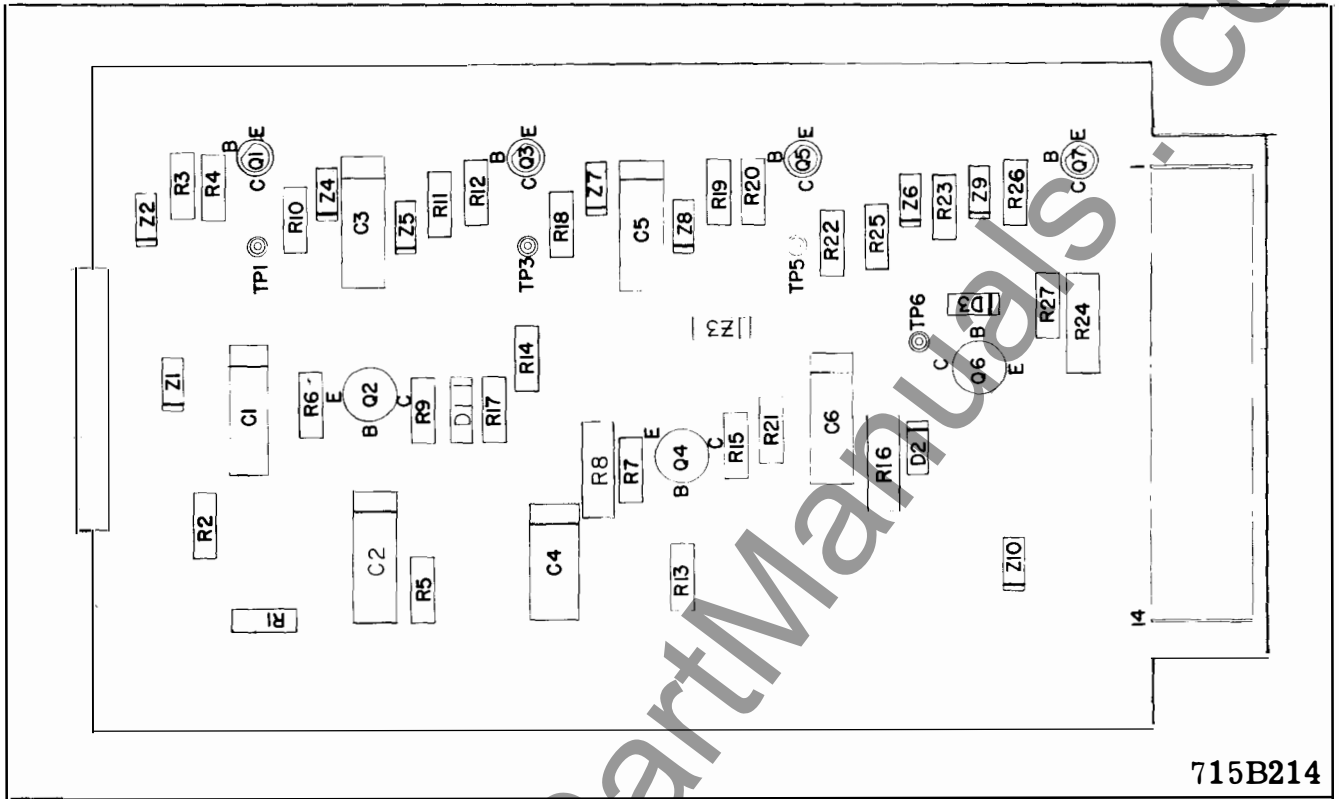 B E
Q1
C
B E
Q3
C
B E
Q5
C
B E
Q7
C
1
Z2
R3
R4
R10
Z4
C3
Z5
R11
R12
R18
Z7
C5
Z8
R19
R20
R22
R25
Z6
R23
Z9
R26
TP1
TP3
TP5
TP6
D3
R27
R24
Z3
Z1
C1
R6
E
Q2
B
C
R9
D1
R17
R14
C
B
Q6
E
R8
R7
E
Q4
B
C
R15
R21
C6
R16
D2
R2
C2
R5
C4
R13
Z10
R1
14
715B214
artManuals.co